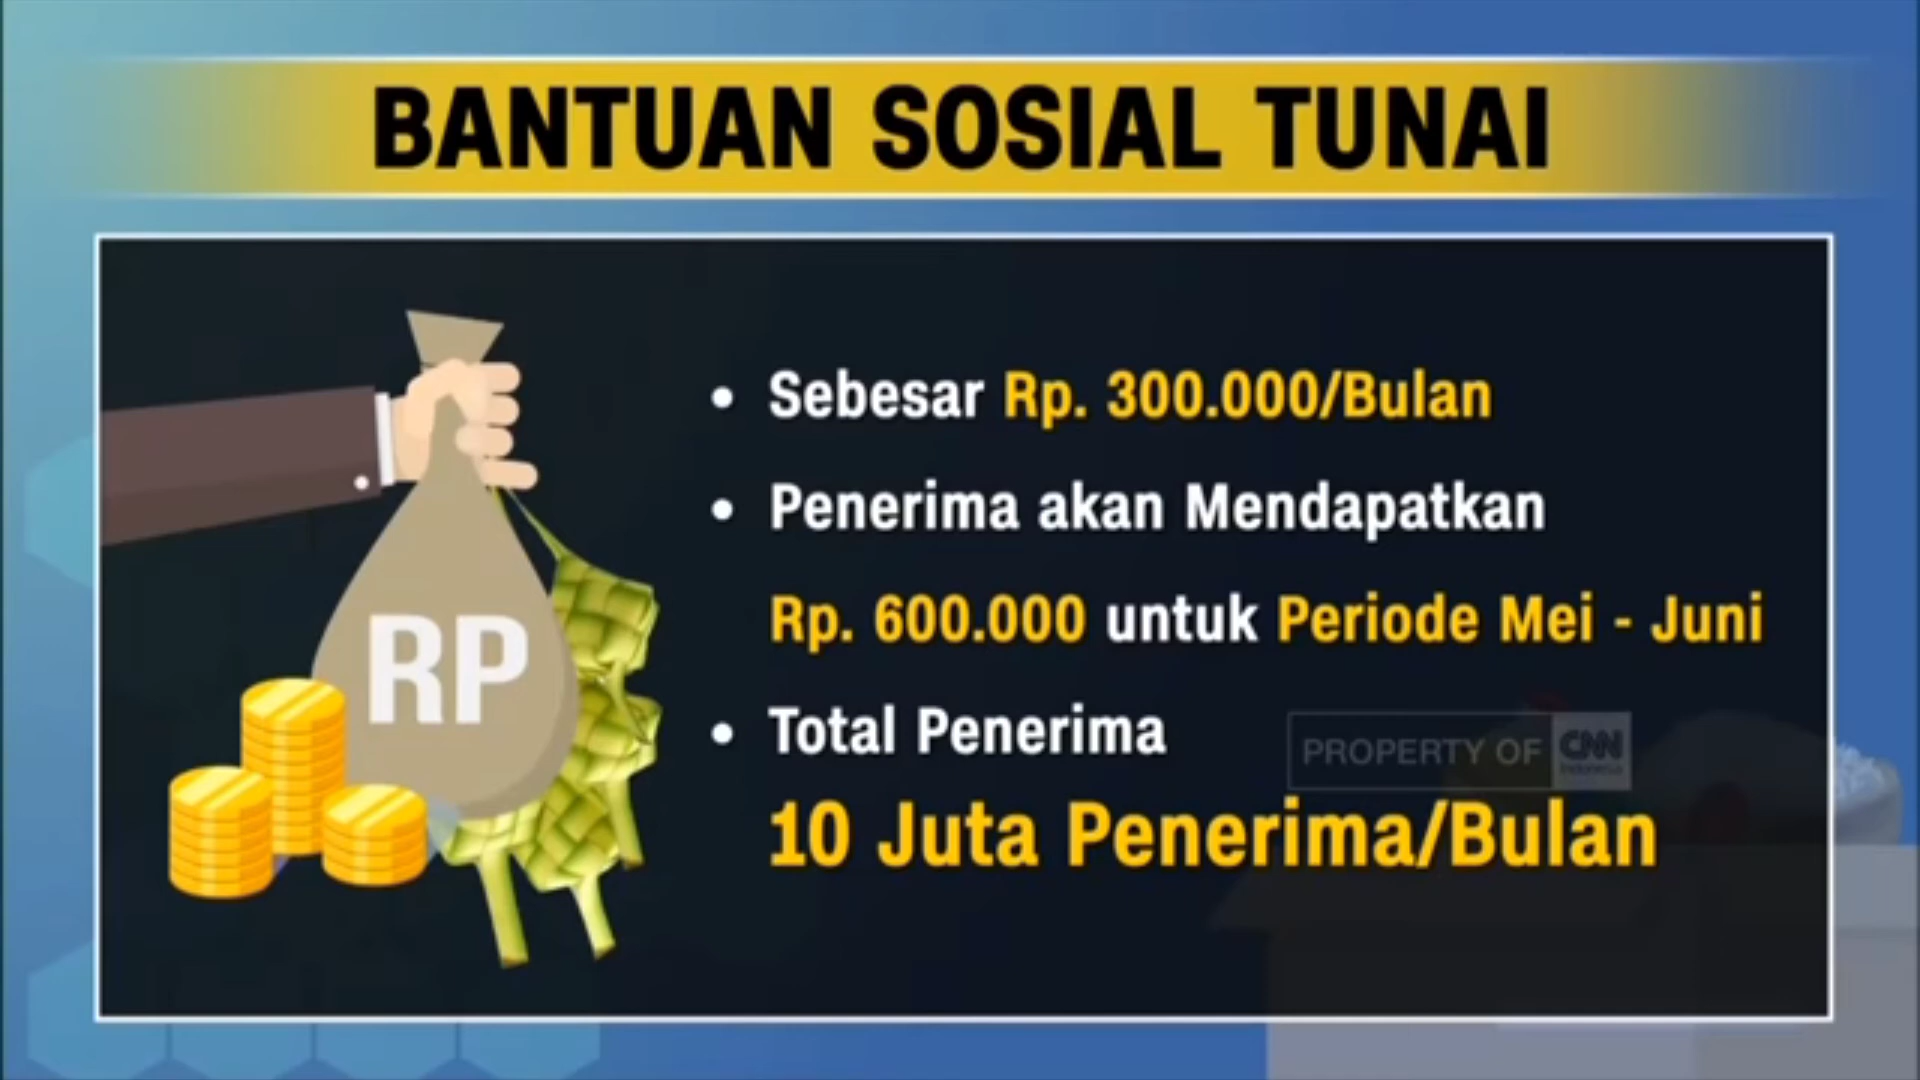 BANTUAN SOSIAL TUNAI
• Sebesar Rp. 300.000/Bulan
• Penerima akan Mendapatkan
Rp. 600.000 untuk Periode Mei - Juni
• Total Penerima
10 Juta Penerima/Bulan
RP
PROPERTY OF CNN Indonesia